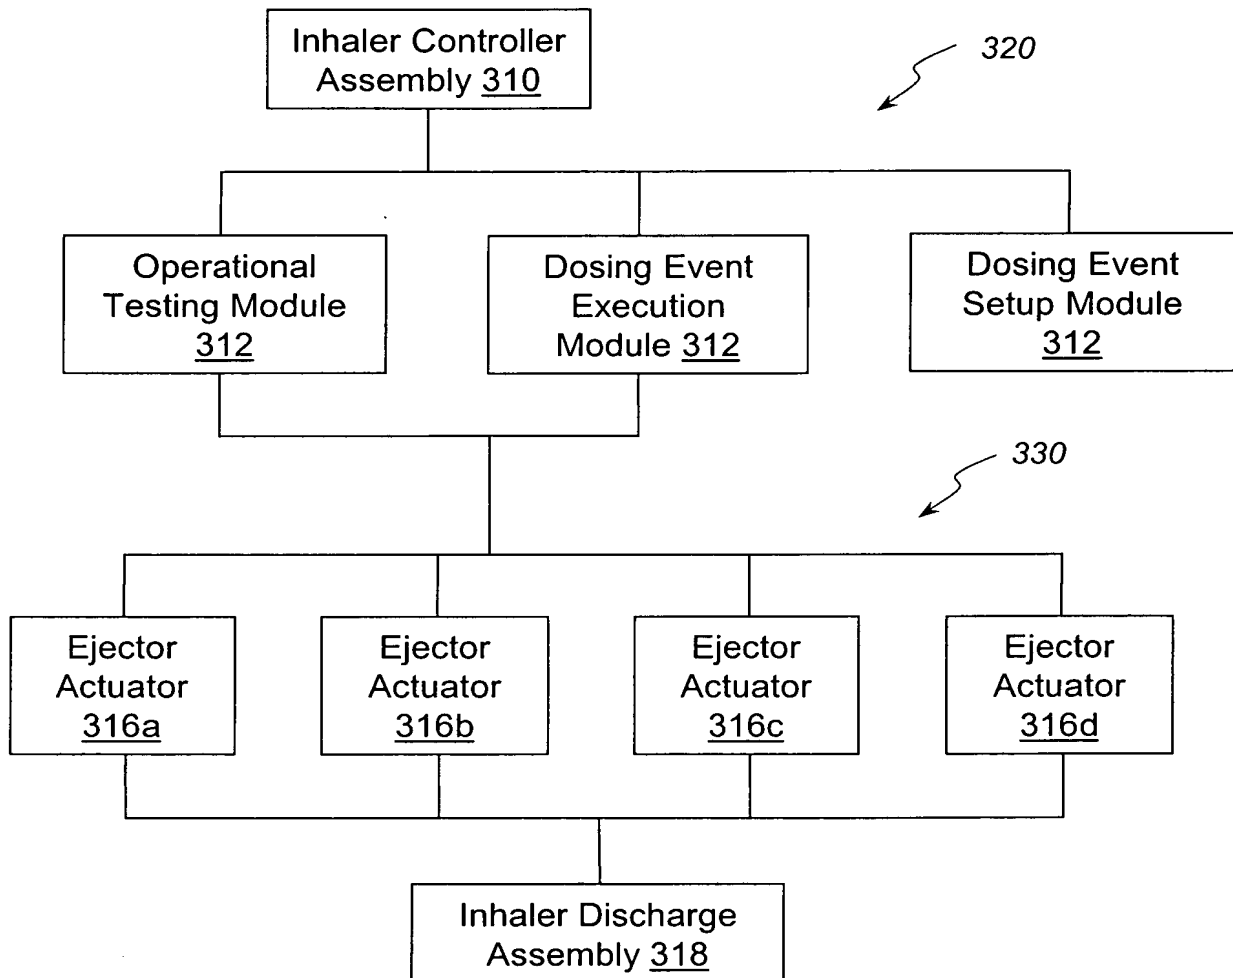 Inhaler Controller
Assembly 310
320
Operational
Testing Module
312
Dosing Event
Execution
Module 312
Dosing Event
Setup Module
312
330
Ejector
Actuator
316a
Ejector
Actuator
316b
Ejector
Actuator
316c
Ejector
Actuator
316d
Inhaler Discharge
Assembly 318